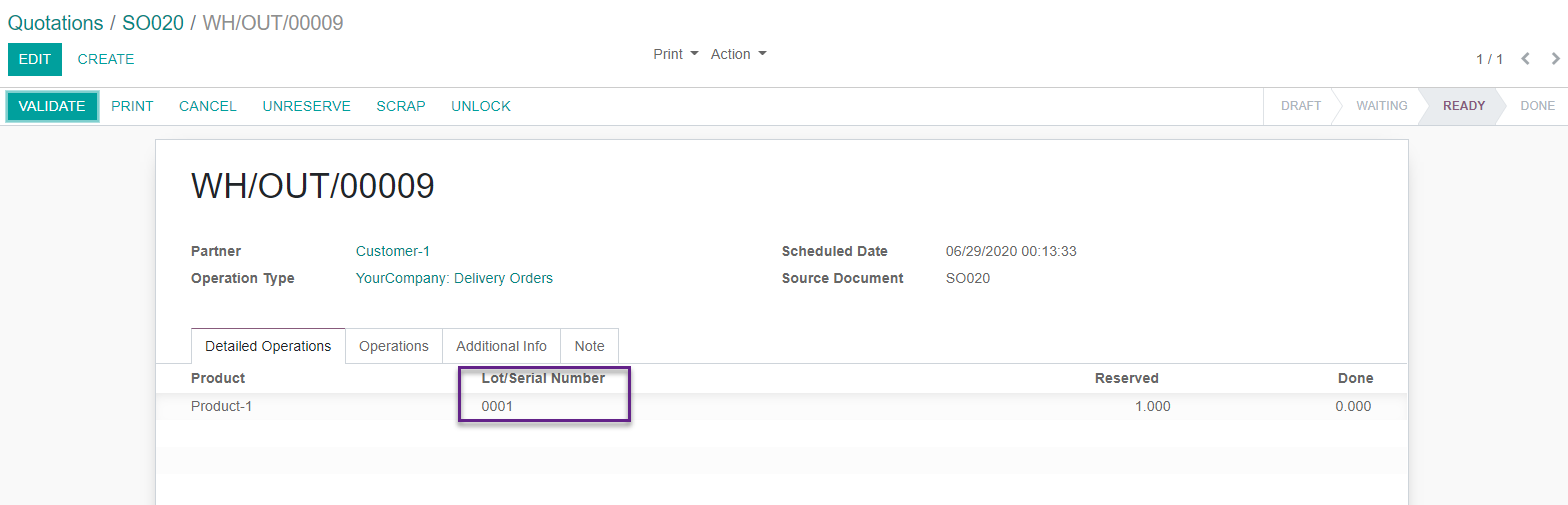 Quotations / SO020 / WH/OUT/00009
EDIT CREATE Print Action 1 / 1
VALIDATE PRINT CANCEL UNRESERVE SCRAP UNLOCK DRAFT WAITING READY DONE
WH/OUT/00009
Partner Customer-1 Scheduled Date 06/29/2020 00:13:33
Operation Type YourCompany: Delivery Orders Source Document SO020
Detailed Operations Operations Additional Info Note
Product Lot/Serial Number Reserved Done
Product-1 0001 1.000 0.000